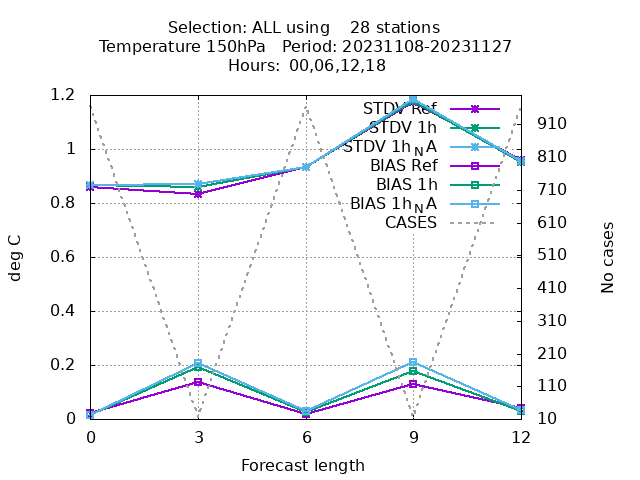 Selection: ALL using    28 stations
Temperature 150hPa   Period: 20231108-20231127
Hours: 00,06,12,18
STDV Ref
STDV 1h
STDV 1h_NA
BIAS Ref
BIAS 1h
BIAS 1h_NA
CASES
1.2
1
0.8
0.6
0.4
0.2
0
deg C
910
810
710
610
510
410
310
210
110
10
No cases
0 3 6 9 12
Forecast length